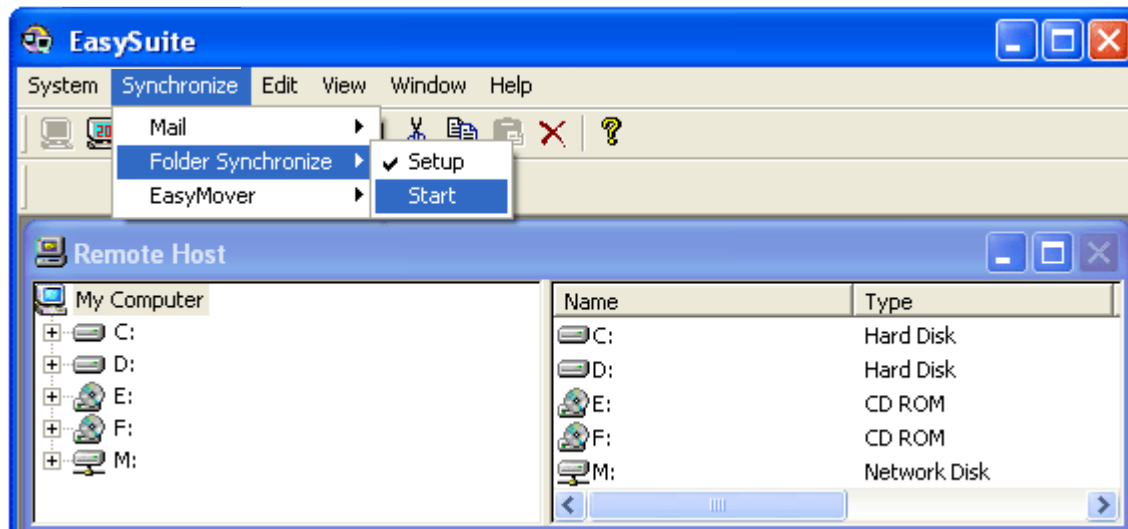 EasySuite
System Synchronize Edit View Window Help
Mail
Folder Synchronize
Setup
EasyMover
Start
Remote Host
My Computer
Name Type
C:
C: Hard Disk
D:
D: Hard Disk
E:
E: CD ROM
F:
F: CD ROM
M:
M: Network Disk